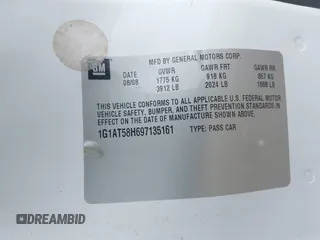 MFD BY GENERAL MOTORS CORP.
GM
DATE GVWR GAWR FRT GAWR RR
08/08 1775 KG 918 KG 857 KG
3912 LB 2024 LB 1888 LB
THIS VEHICLE CONFORMS TO ALL APPLICABLE U.S. FEDERAL MOTOR
VEHICLE SAFETY, BUMPER, AND THEFT PREVENTION STANDARDS
IN EFFECT ON THE DATE OF MANUFACTURE SHOWN ABOVE.
1G1AT58H697135161 TYPE: PASS CAR
DREAMBID